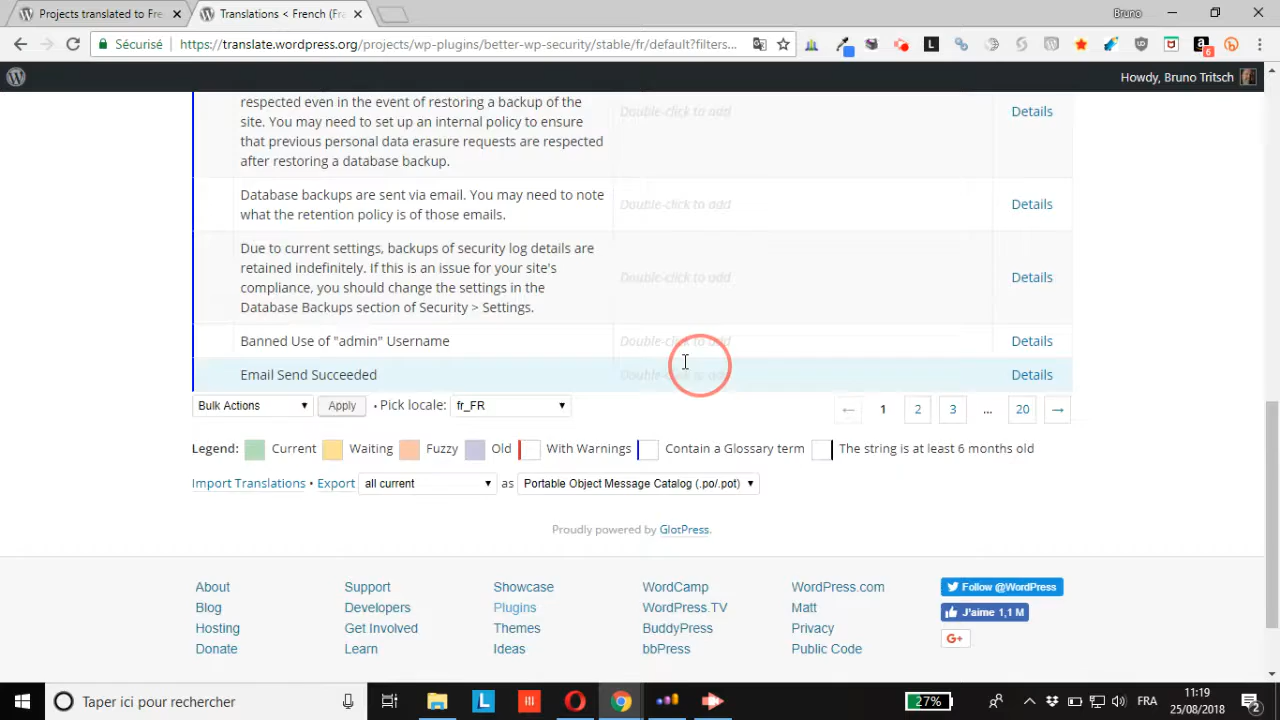 Projects translated to Fre
Translations < French (Fre
Bruno
Sécurisé
https://translate.wordpress.org/projects/wp-plugins/better-wp-security/stable/fr/default?filters...
L
a
6
Howdy, Bruno Tritsch
respected even in the event of restoring a backup of the
site. You may need to set up an internal policy to ensure
that previous personal data erasure requests are respected
after restoring a database backup.
Double-click to add
Details
Database backups are sent via email. You may need to note
what the retention policy is of those emails.
Double-click to add
Details
Due to current settings, backups of security log details are
retained indefinitely. If this is an issue for your site's
compliance, you should change the settings in the
Database Backups section of Security > Settings.
Double-click to add
Details
Banned Use of "admin" Username
Double-click to add
Details
Email Send Succeeded
Double-click to add
Details
Bulk Actions
Apply
• Pick locale:
fr_FR
← 1 2 3 ... 20 →
Legend: Current Waiting Fuzzy Old With Warnings Contain a Glossary term The string is at least 6 months old
Import Translations • Export all current as Portable Object Message Catalog (.po/.pot)
Proudly powered by GlotPress.
About Support Showcase WordCamp WordPress.com Follow @WordPress
Blog Developers Plugins WordPress.TV Matt J'aime 1,1 M
Hosting Get Involved Themes BuddyPress Privacy G+
Donate Learn Ideas bbPress Public Code
Taper ici pour rechercher
L
27%
FRA
11:19
25/08/2018
2